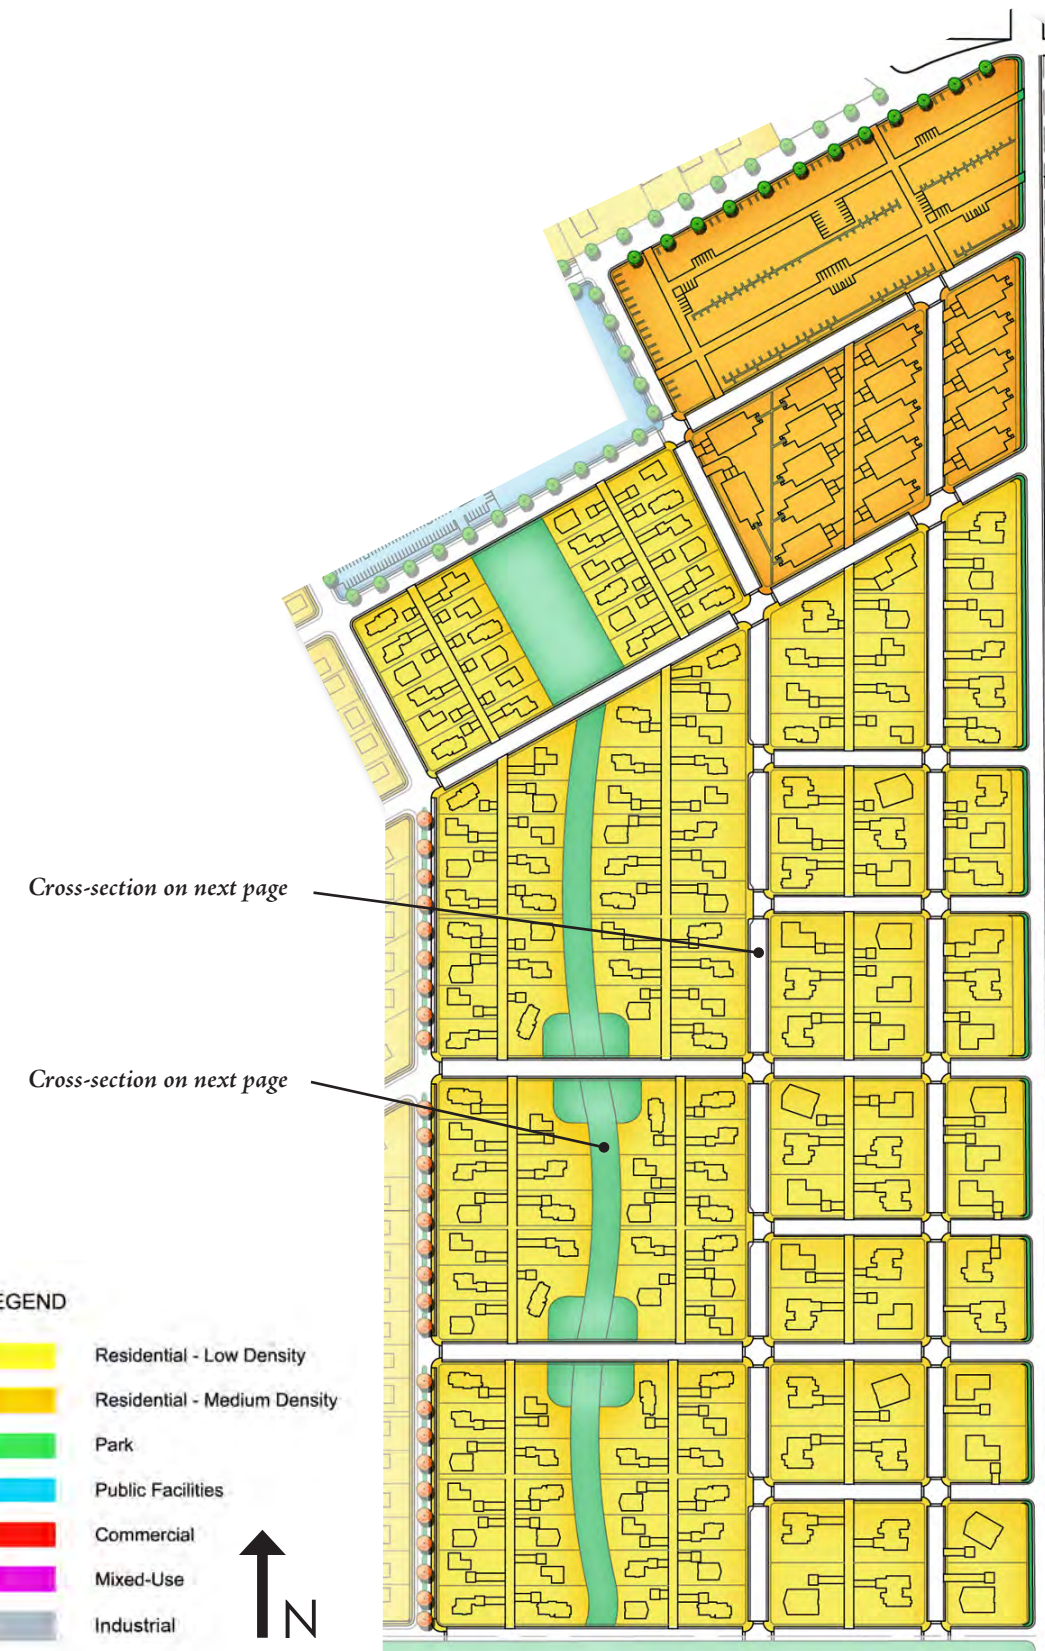 Cross-section on next page
Cross-section on next page
EGEND
Residential - Low Density
Residential - Medium Density
Park
Public Facilities
Commercial
Mixed-Use
Industrial
N